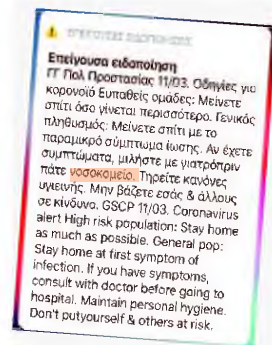 Επείγουσα ειδοποίηση
ΓΓ Πολ Προστασίας 11/03. Οδηγίες για
κορονοϊό Ευπαθείς ομάδες: Μείνετε
σπίτι όσο γίνεται περισσότερο. Γενικός
πληθυσμός: Μείνετε σπίτι με το
παραμικρό σύμπτωμα ίωσης. Αν έχετε
συμπτώματα, μιλήστε με γιατρόπριν
πάτε νοσοκομείο. Τηρείτε κανόνες
υγιεινής. Μην βάζετε εσάς & άλλους
σε κίνδυνο. GSCP 11/03. Coronavirus
alert High risk population: Stay home
as much as possible. General pop:
Stay home at first symptom of
infection. If you have symptoms,
consult with doctor before going to
hospital. Maintain personal hygiene.
Don't putyourself & others at risk.